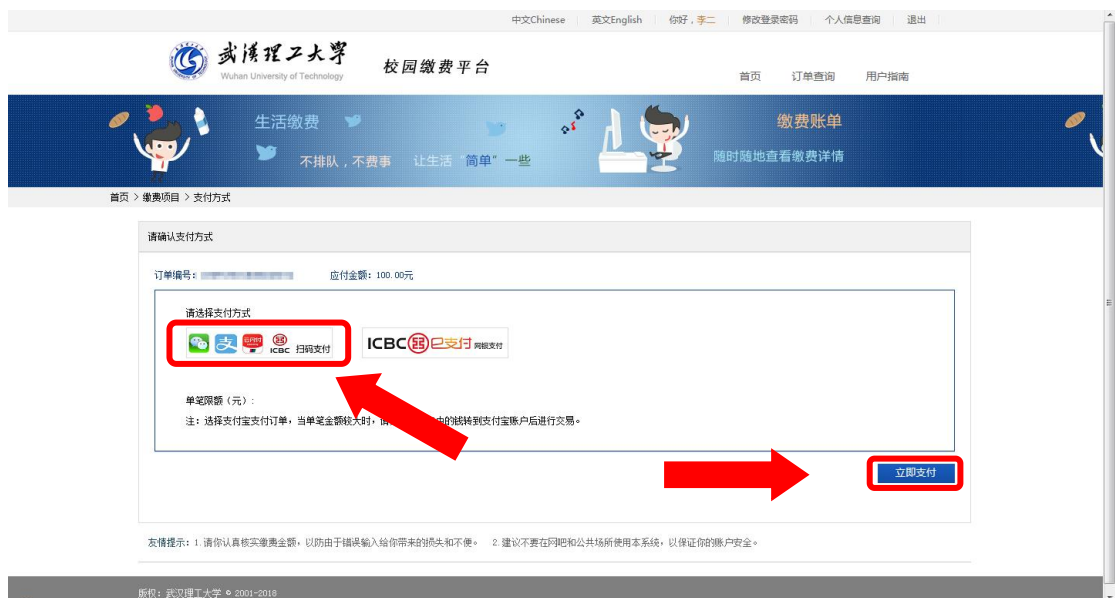 中文Chinese 英文English 你好,李二 修改登录密码 个人信息查询 退出
武汉理工大学 校园缴费平台
Wuhan University of Technology
首页 订单查询 用户指南
生活缴费 缴费账单
不排队,不费事 让生活“简单”一些 随时随地查看缴费详情
首页 > 缴费项目 > 支付方式
请确认支付方式
订单编号: 应付金额:100.00元
请选择支付方式
支 ICBC 扫码支付 ICBC e支付 网银支付
单笔限额(元):
注:选择支付宝支付订单,当单笔金额较大时, 中的钱转到支付宝账户后进行交易。
立即支付
友情提示:1.请你认真核实缴费金额,以防由于错误输入给你带来的损失和不便。 2.建议不要在网吧和公共场所使用本系统,以保证你的账户安全。
版权:武汉理工大学 © 2001-2018